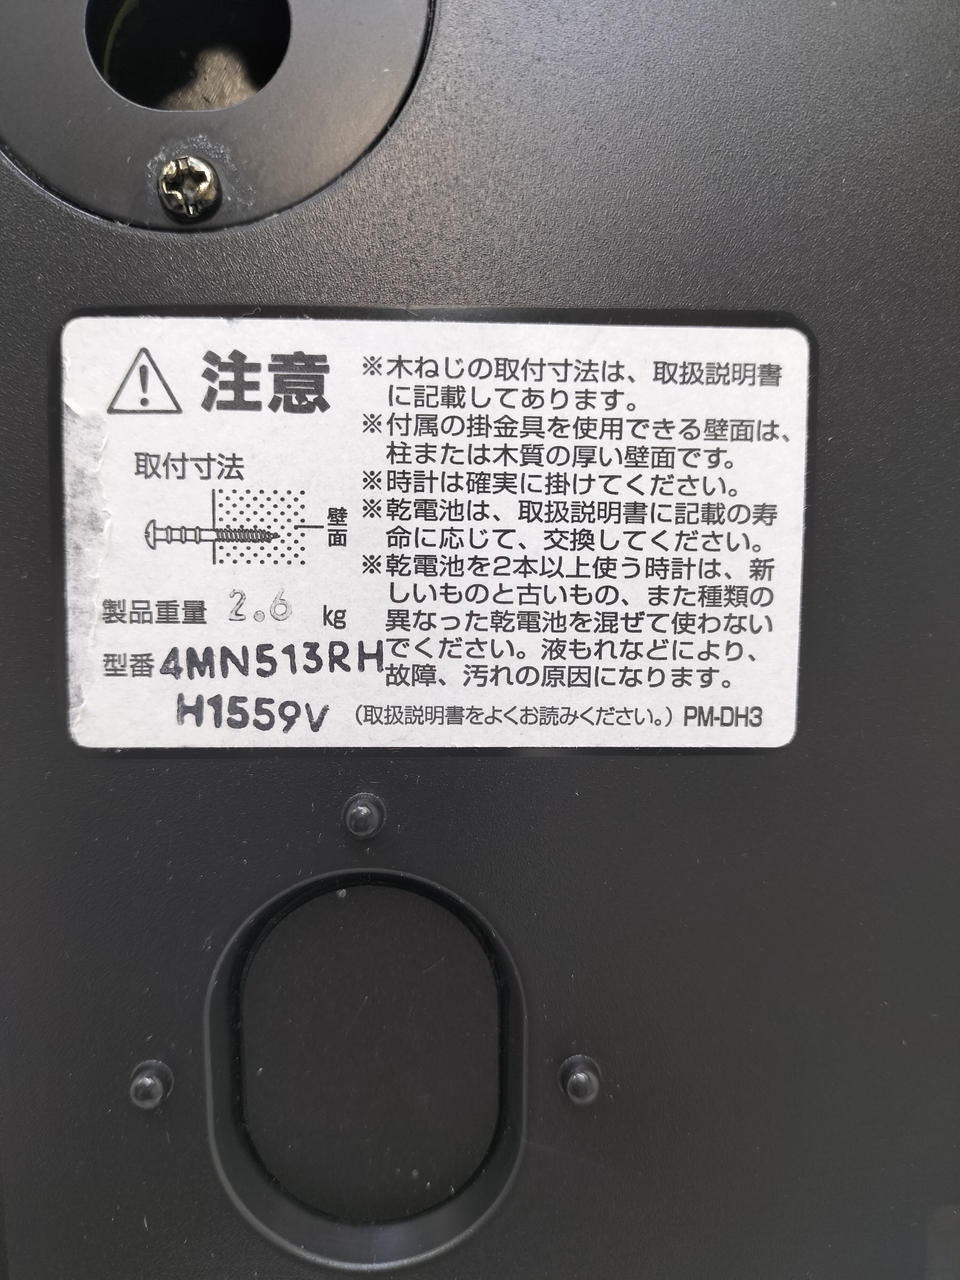 注意
取付寸法
壁面
製品重量 2.6 kg
型番 4MN513RH
H1559V
※木ねじの取付寸法は、取扱説明書
に記載してあります。
※付属の掛金具を使用できる壁面は、
柱または木質の厚い壁面です。
※時計は確実に掛けてください。
※乾電池は、取扱説明書に記載の寿
命に応じて、交換してください。
※乾電池を2本以上使う時計は、新
しいものと古いもの、また種類の
異なった乾電池を混ぜて使わない
でください。液もれなどにより、
故障、汚れの原因になります。
(取扱説明書をよくお読みください。) PM-DH3